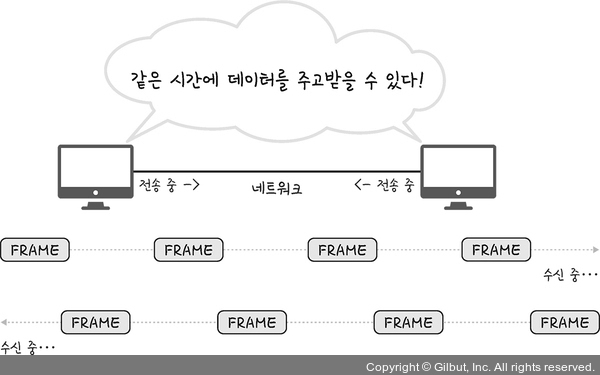 같은 시간에 데이터를 주고받을 수 있다!
전송 중 -> 네트워크 <- 전송 중
FRAME FRAME FRAME FRAME
수신 중···
FRAME FRAME FRAME FRAME
수신 중···
Copyright © Gilbut, Inc. All rights reserved.